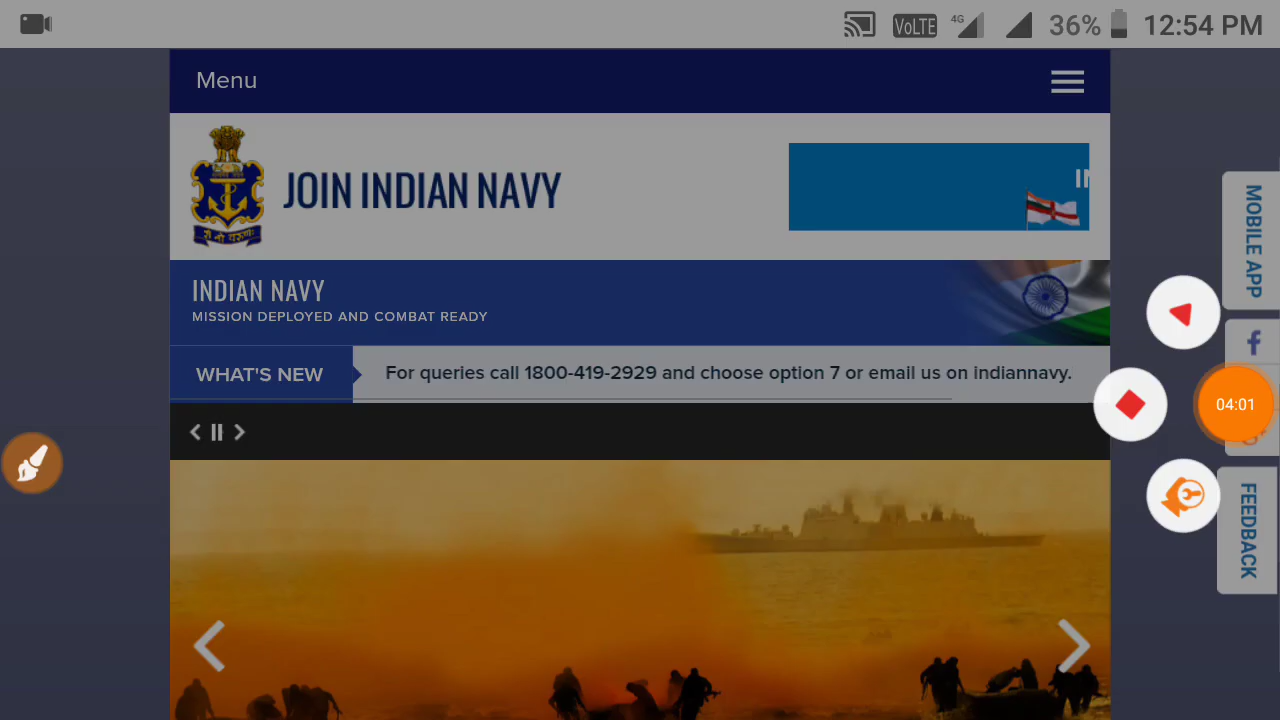 VoLTE 4G 36% 12:54 PM
Menu
JOIN INDIAN NAVY
शं नो वरुणः
INDIAN NAVY
MISSION DEPLOYED AND COMBAT READY
WHAT'S NEW
For queries call 1800-419-2929 and choose option 7 or email us on indiannavy.
MOBILE APP
04:01
FEEDBACK